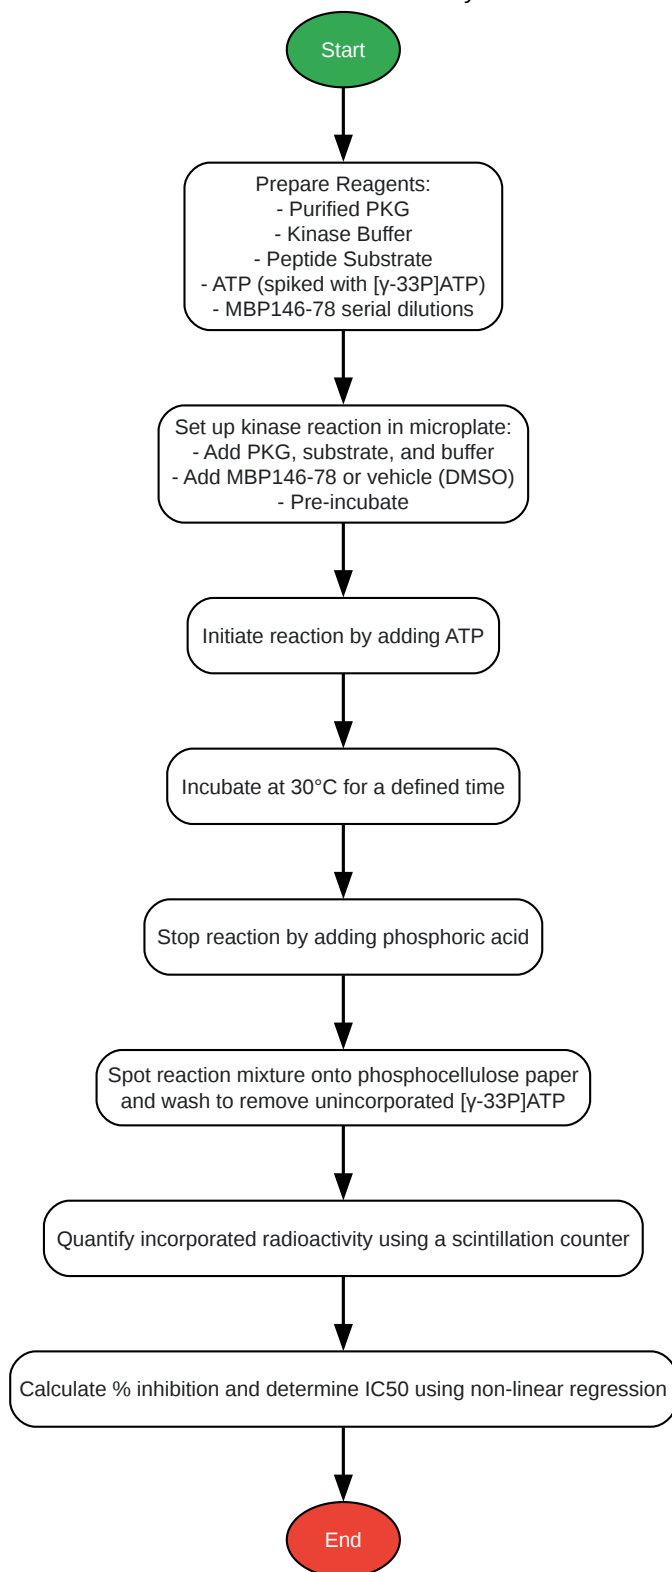 Start
Prepare Reagents:
- Purified PKG
- Kinase Buffer
- Peptide Substrate
- ATP (spiked with [γ-33P]ATP)
- MBP146-78 serial dilutions
Set up kinase reaction in microplate:
- Add PKG, substrate, and buffer
- Add MBP146-78 or vehicle (DMSO)
- Pre-incubate
Initiate reaction by adding ATP
Incubate at 30°C for a defined time
Stop reaction by adding phosphoric acid
Spot reaction mixture onto phosphocellulose paper
and wash to remove unincorporated [γ-33P]ATP
Quantify incorporated radioactivity using a scintillation counter
Calculate % inhibition and determine IC50 using non-linear regression
End